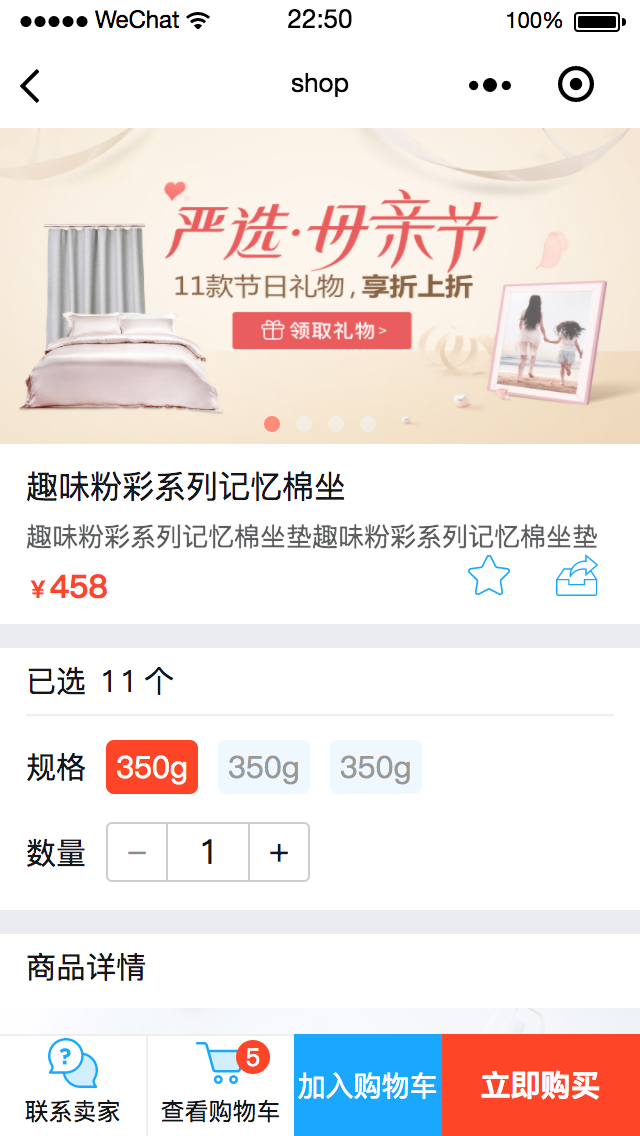 WeChat 22:50 100%
shop
严选·母亲节
11款节日礼物,享折上折
领取礼物>
趣味粉彩系列记忆棉坐
趣味粉彩系列记忆棉坐垫趣味粉彩系列记忆棉坐垫
¥458
已选 11个
规格 350g 350g 350g
数量 − 1 +
商品详情
? 5
联系卖家 查看购物车 加入购物车 立即购买